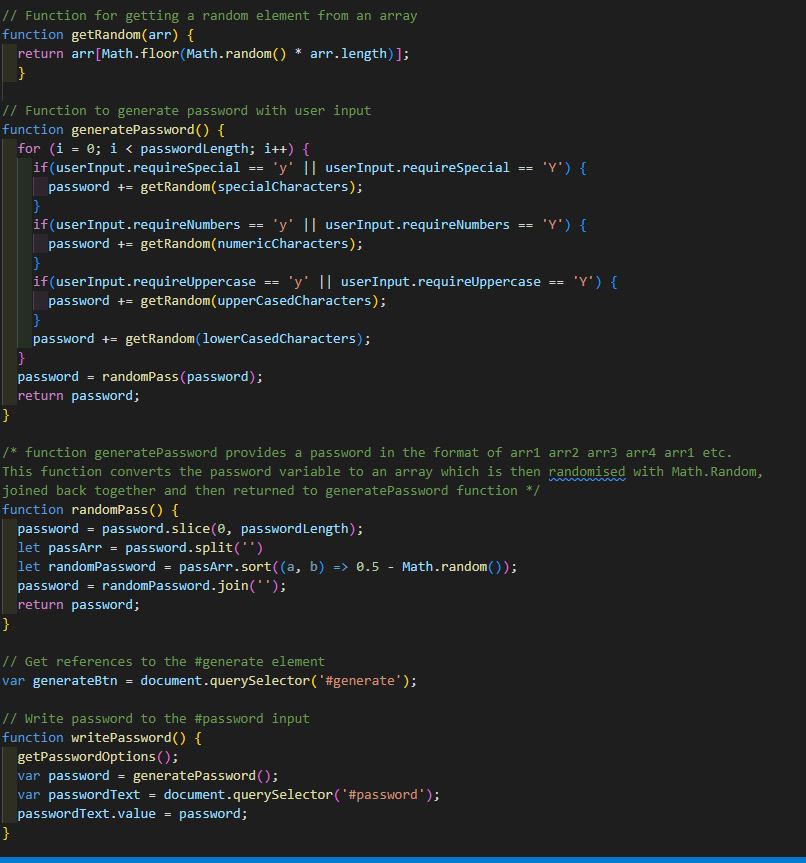 // Function for getting a random element from an array
function getRandom(arr) {
  return arr[Math.floor(Math.random() * arr.length)];
  }

// Function to generate password with user input
function generatePassword() {
  for (i = 0; i < passwordLength; i++) {
    if(userInput.requireSpecial == 'y' || userInput.requireSpecial == 'Y') {
      password += getRandom(specialCharacters);
    }
    if(userInput.requireNumbers == 'y' || userInput.requireNumbers == 'Y') {
      password += getRandom(numericCharacters);
    }
    if(userInput.requireUppercase == 'y' || userInput.requireUppercase == 'Y') {
      password += getRandom(upperCasedCharacters);
    }
    password += getRandom(lowerCasedCharacters);
  }
  password = randomPass(password);
  return password;
}

/* function generatePassword provides a password in the format of arr1 arr2 arr3 arr4 arr1 etc.
This function converts the password variable to an array which is then randomised with Math.Random,
joined back together and then returned to generatePassword function */
function randomPass() {
  password = password.slice(0, passwordLength);
  let passArr = password.split('')
  let randomPassword = passArr.sort((a, b) => 0.5 - Math.random());
  password = randomPassword.join('');
  return password;
}

// Get references to the #generate element
var generateBtn = document.querySelector('#generate');

// Write password to the #password input
function writePassword() {
  getPasswordOptions();
  var password = generatePassword();
  var passwordText = document.querySelector('#password');
  passwordText.value = password;
}